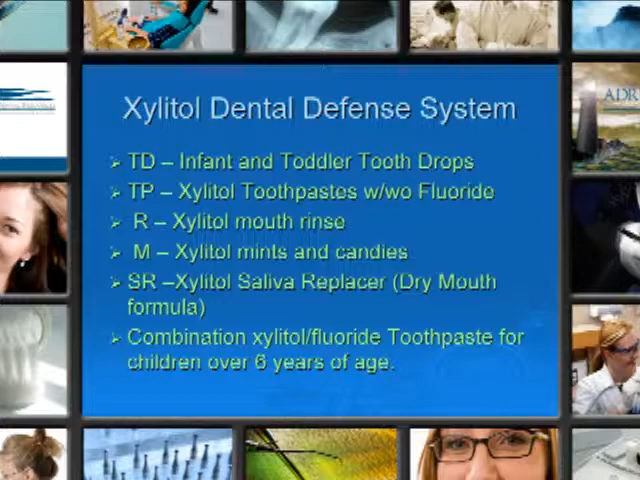 Xylitol Dental Defense System
➢ TD – Infant and Toddler Tooth Drops
➢ TP – Xylitol Toothpastes w/wo Fluoride
➢ R – Xylitol mouth rinse
➢ M – Xylitol mints and candies
➢ SR –Xylitol Saliva Replacer (Dry Mouth
formula)
➢ Combination xylitol/fluoride Toothpaste for
children over 6 years of age.
ADR